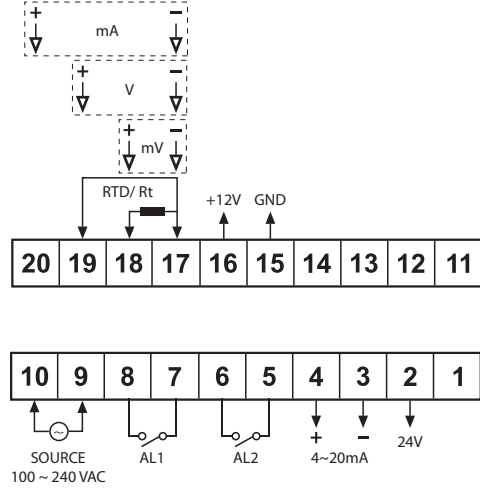 + −
mA
+ −
V
+ −
mV
RTD/ Rt
+12V GND
20 19 18 17 16 15 14 13 12 11
10 9 8 7 6 5 4 3 2 1
~
+ −
SOURCE AL1 AL2 4~20mA 24V
100 ~ 240 VAC